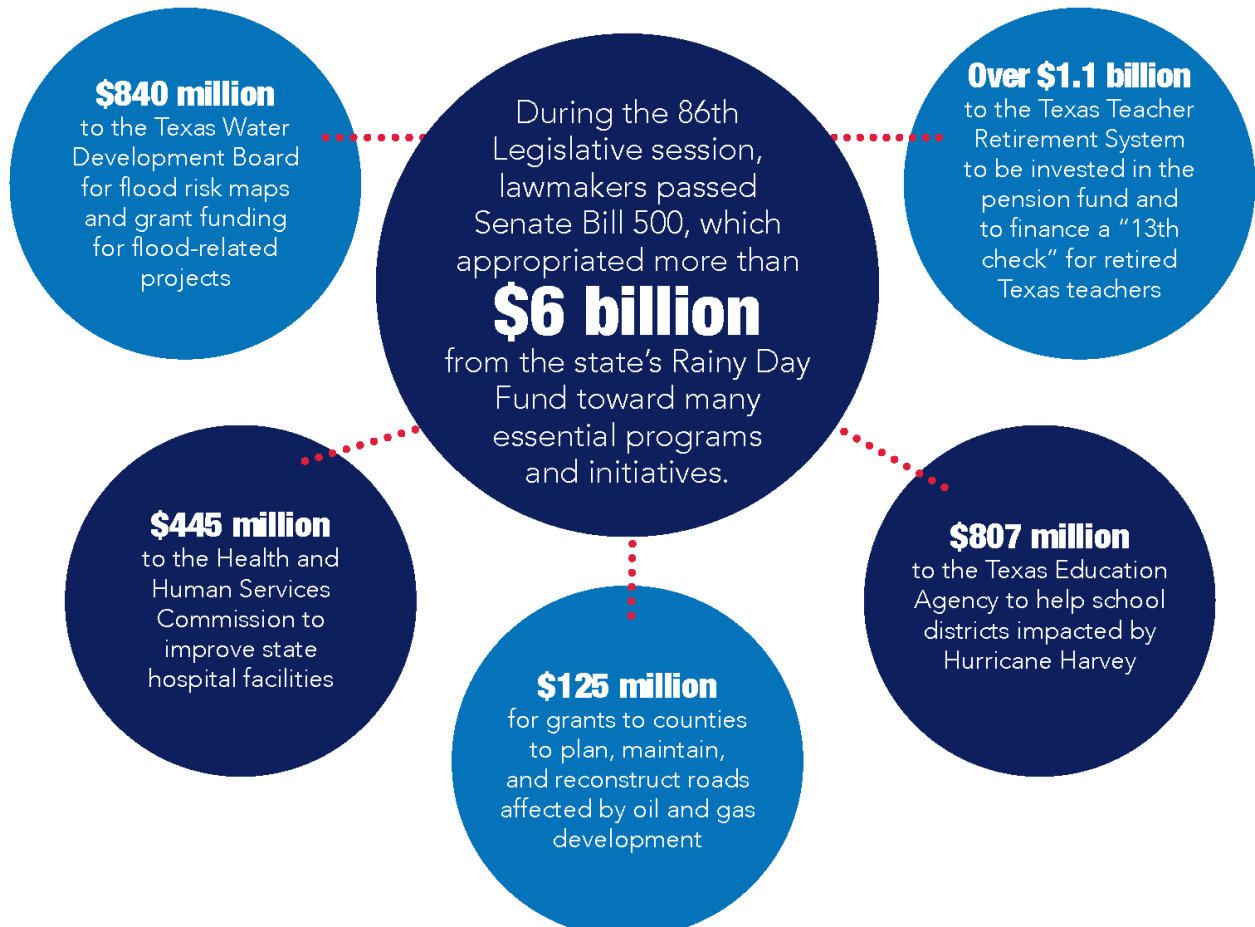 $840 million
to the Texas Water
Development Board
for flood risk maps
and grant funding
for flood-related
projects
During the 86th
Legislative session,
lawmakers passed
Senate Bill 500, which
appropriated more than
$6 billion
from the state’s Rainy Day
Fund toward many
essential programs
and initiatives.
Over $1.1 billion
to the Texas Teacher
Retirement System
to be invested in the
pension fund and
to finance a “13th
check” for retired
Texas teachers
$445 million
to the Health and
Human Services
Commission to
improve state
hospital facilities
$125 million
for grants to counties
to plan, maintain,
and reconstruct roads
affected by oil and gas
development
$807 million
to the Texas Education
Agency to help school
districts impacted by
Hurricane Harvey